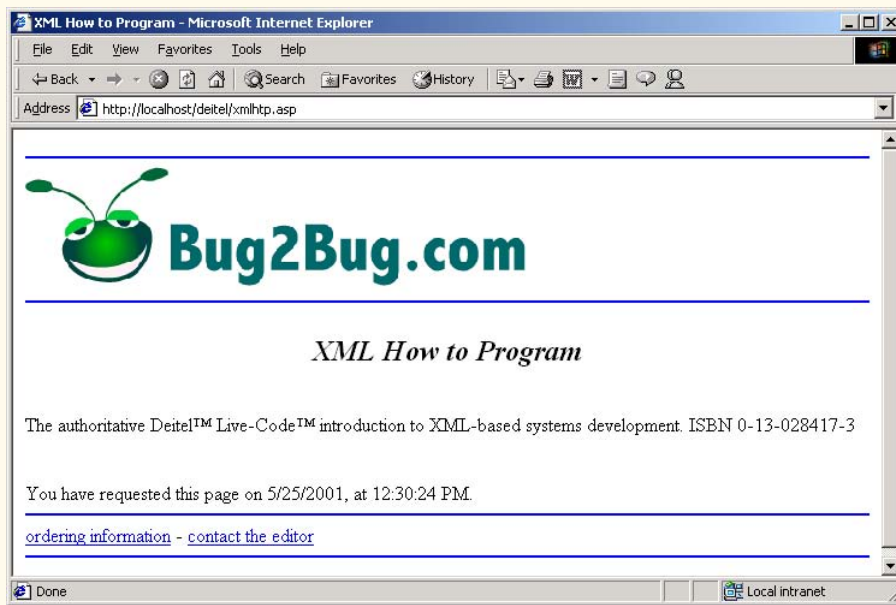 XML How to Program - Microsoft Internet Explorer
File Edit View Favorites Tools Help
Back Search Favorites History
Address http://localhost/deitel/xmlhtp.asp
Bug2Bug.com
XML How to Program
The authoritative Deitel™ Live-Code™ introduction to XML-based systems development. ISBN 0-13-028417-3
You have requested this page on 5/25/2001, at 12:30:24 PM.
ordering information - contact the editor
Done Local intranet